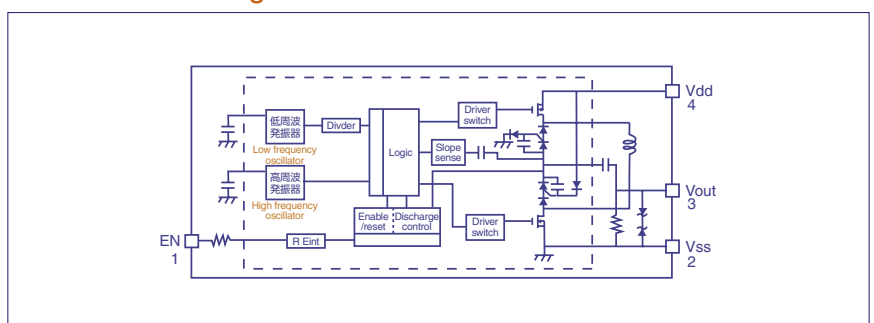 Vdd
4
Driver
switch
低周波
発振器
Divder
Low frequency
oscillator
Logic
Slope
sense
高周波
発振器
High frequency
oscillator
Vout
3
Enable
/reset
Discharge
control
Driver
switch
EN
1
R Eint
Vss
2